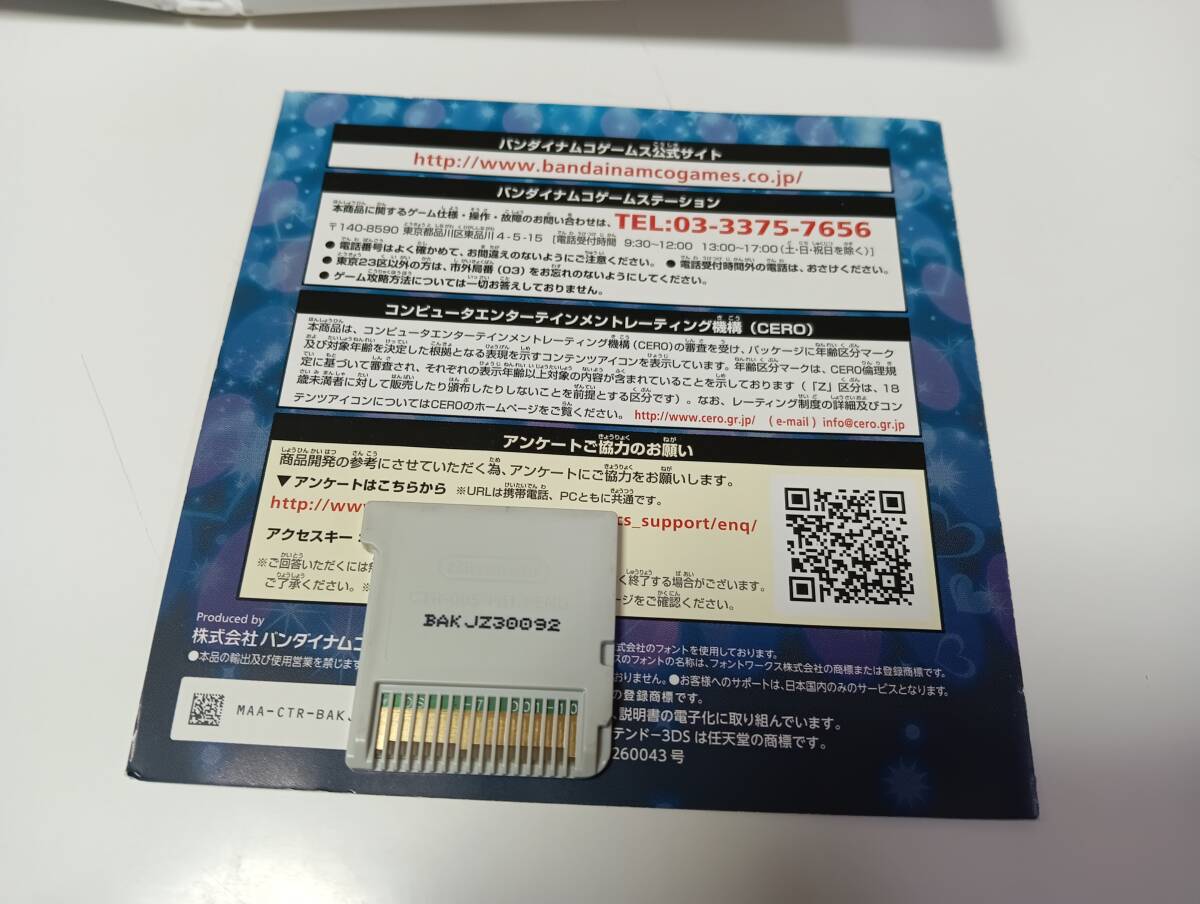 バンダイナムコゲームス公式サイト
http://www.bandainamcogames.co.jp/
バンダイナムコゲームステーション
本商品に関するゲーム仕様・操作・故障のお問い合わせは、TEL:03-3375-7656
〒140-8590 東京都品川区東品川4-5-15 [電話受付時間 9:30~12:00 13:00~17:00(土・日・祝日を除く)]
●電話番号はよく確かめて、お間違えのないようにご注意ください。 ●電話受付時間外の電話は、おさけください。
●東京23区以外の方は、市外局番(03)をお忘れのないようにしてください。
●ゲーム攻略方法については一切お答えしておりません。
コンピュータエンターテインメントレーティング機構(CERO)
本商品は、コンピュータエンターテインメントレーティング機構(CERO)の審査を受け、パッケージに年齢区分マーク
及び対象年齢を決定した根拠となる表現を示すコンテンツアイコンを表示しています。年齢区分マークは、CERO倫理規
定に基づいて審査され、それぞれの表示年齢以上対象の内容が含まれていることを示しております(「Z」区分は、18
歳未満者に対して販売したり頒布したりしないことを前提とする区分です)。なお、レーティング制度の詳細及びコン
テンツアイコンについてはCEROのホームページをご覧ください。 http://www.cero.gr.jp/ (e-mail) info@cero.gr.jp
アンケートご協力のお願い
商品開発の参考にさせていただく為、アンケートにご協力をお願いします。
▼アンケートはこちらから ※URLは携帯電話、PCともに共通です。
http://www cs_support/enq/
アクセスキー
※ご回答いただくには く終了する場合がございます。
ご了承ください。※ ージをご確認ください。
Nintendo
CTR-005 PAT.PEND.
BAKJZ30092
Produced by
株式会社バンダイナムコ
式会社のフォントを使用しております。
スのフォントの名称は、フォントワークス株式会社の商標または登録商標です。
●本品の輸出及び使用営業を禁じます
おりません。●お客様へのサポートは、日本国内のみのサービスとなります。
の登録商標です。
MAA-CTR-BAK
、説明書の電子化に取り組んでいます。
テンドー3DSは任天堂の商標です。
260043号